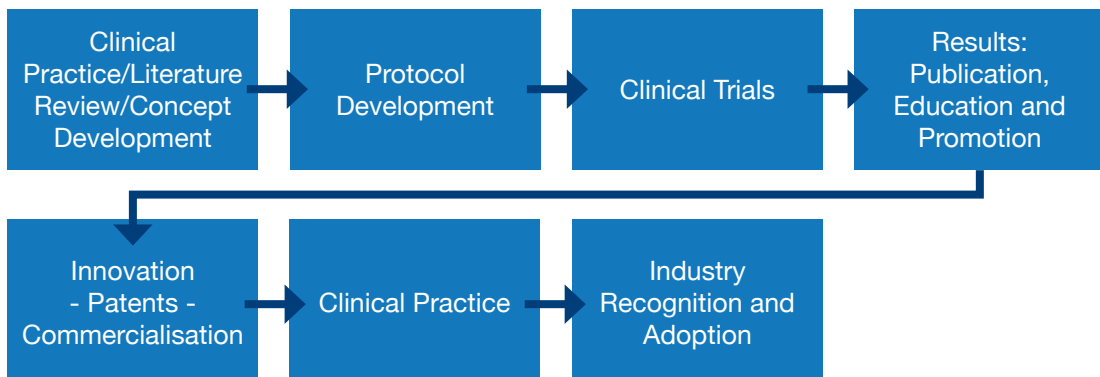 Clinical
Practice/Literature
Review/Concept
Development
Protocol
Development
Clinical Trials
Results:
Publication,
Education and
Promotion
Innovation
- Patents -
Commercialisation
Clinical Practice
Industry
Recognition and
Adoption